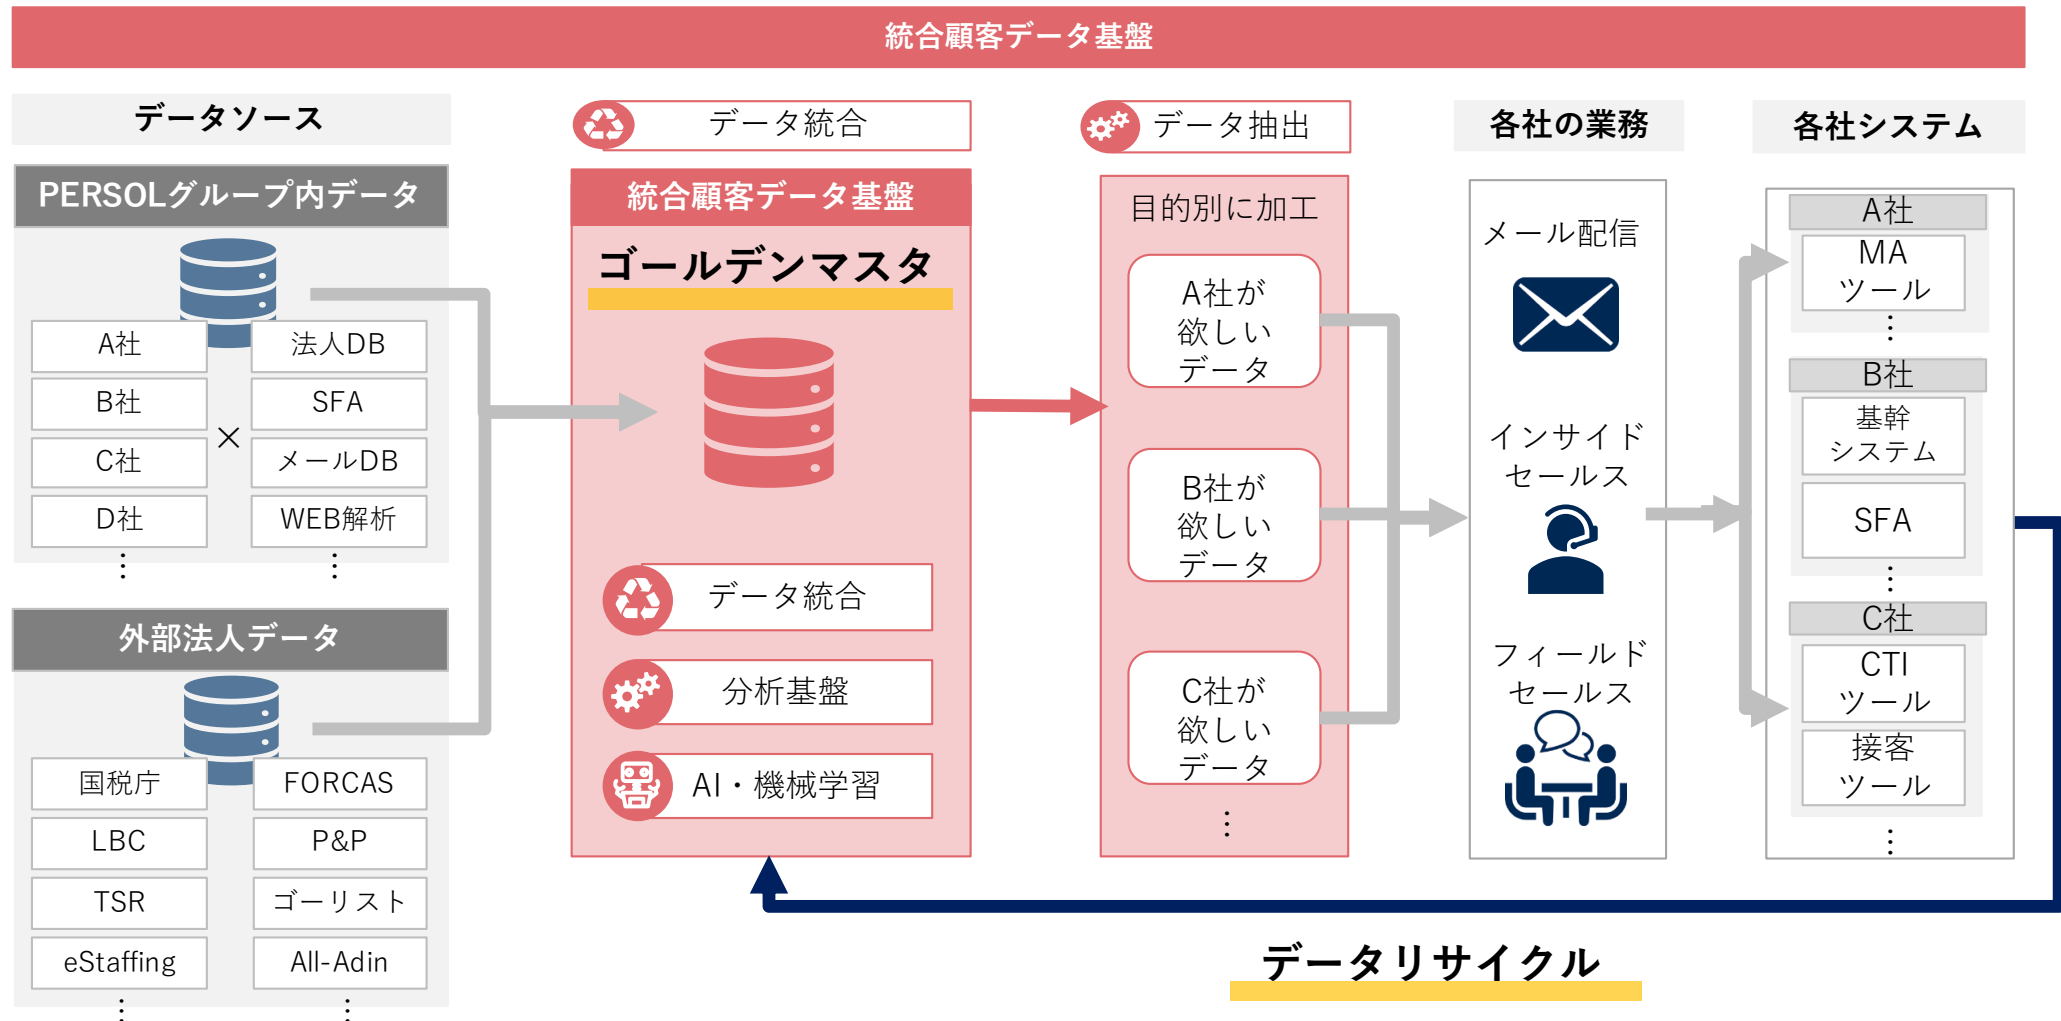 統合顧客データ基盤
データソース
PERSOLグループ内データ
A社
法人DB
B社
SFA
×
C社
メールDB
D社
WEB解析
⋮
⋮
外部法人データ
国税庁
FORCAS
LBC
P&P
TSR
ゴーリスト
eStaffing
All-Adin
⋮
⋮
データ統合
統合顧客データ基盤
ゴールデンマスタ
データ統合
分析基盤
AI・機械学習
データ抽出
目的別に加工
A社が
欲しい
データ
B社が
欲しい
データ
C社が
欲しい
データ
⋮
各社の業務
メール配信
インサイド
セールス
フィールド
セールス
各社システム
A社
MA
ツール
⋮
B社
基幹
システム
SFA
⋮
C社
CTI
ツール
接客
ツール
⋮
データリサイクル